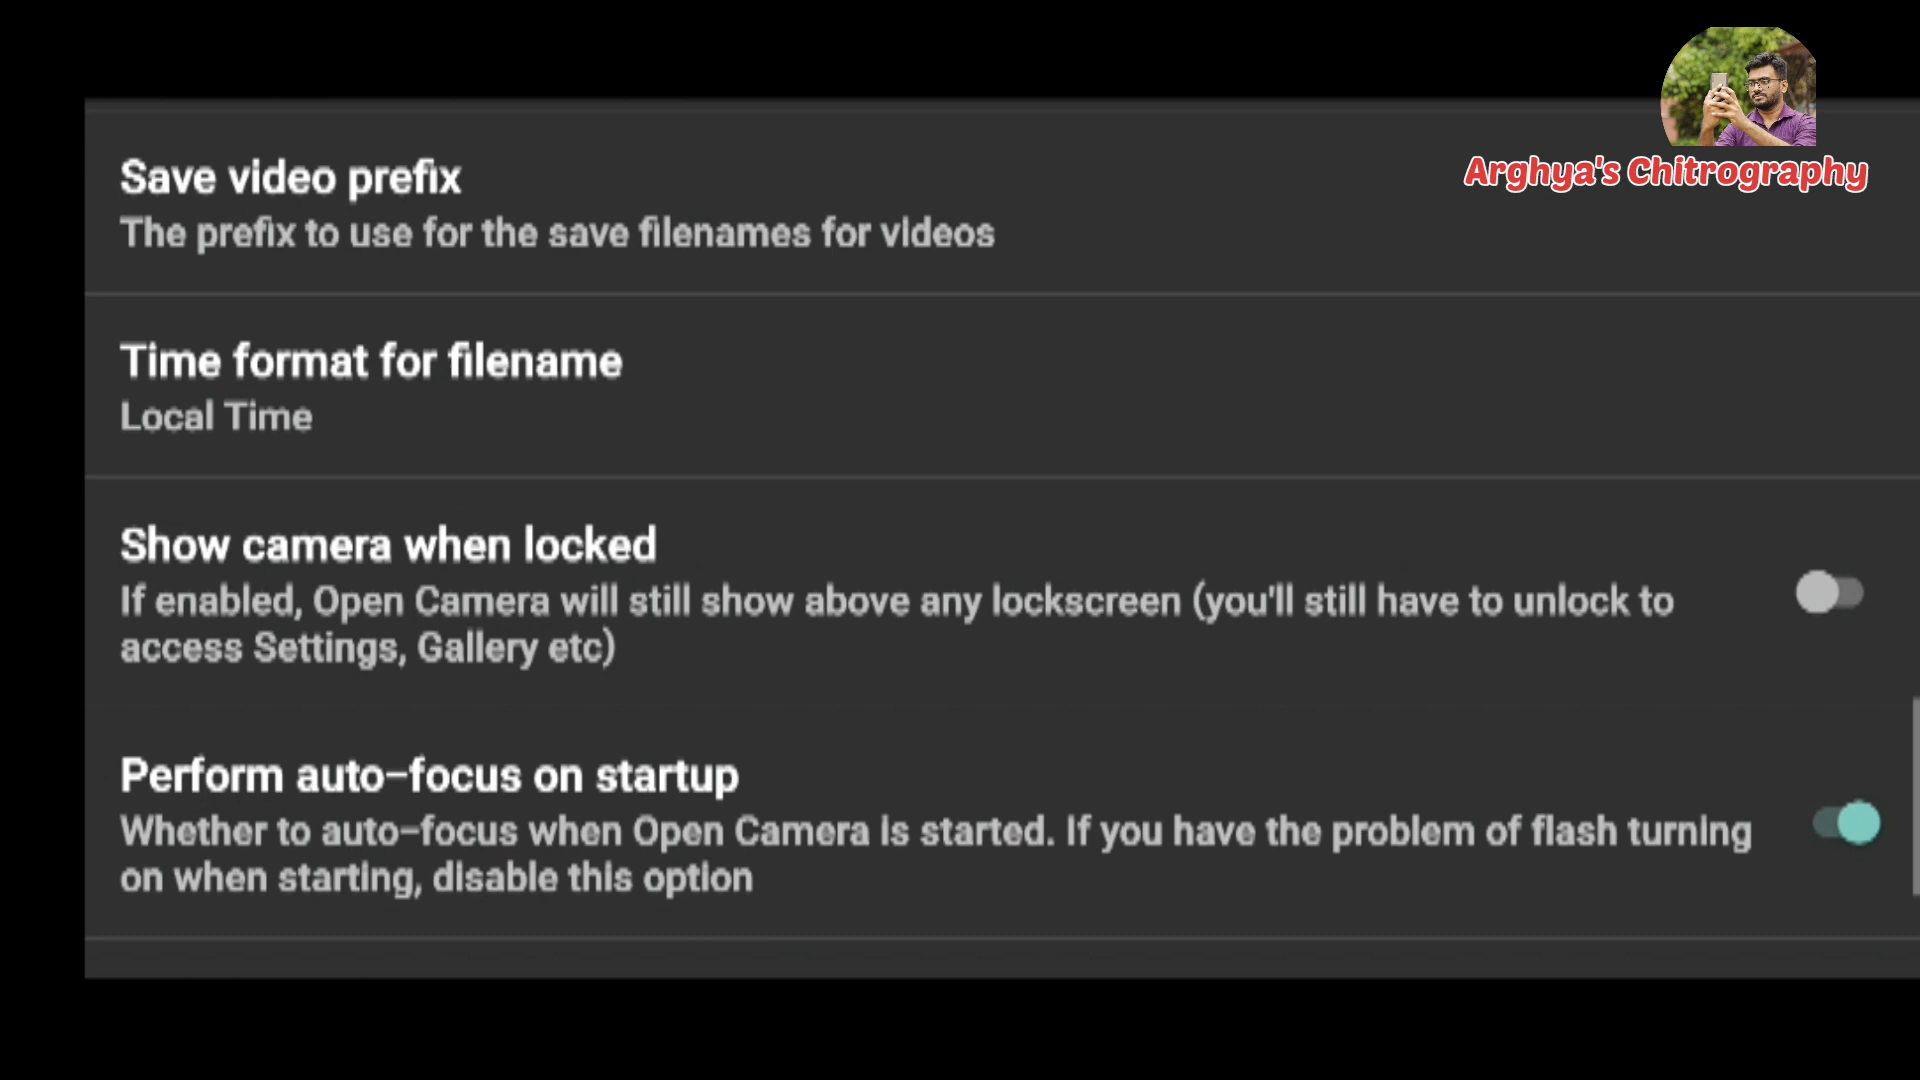 Arghya's Chitrography
Save video prefix
The prefix to use for the save filenames for videos
Time format for filename
Local Time
Show camera when locked
If enabled, Open Camera will still show above any lockscreen (you'll still have to unlock to
access Settings, Gallery etc)
Perform auto-focus on startup
Whether to auto-focus when Open Camera is started. If you have the problem of flash turning
on when starting, disable this option